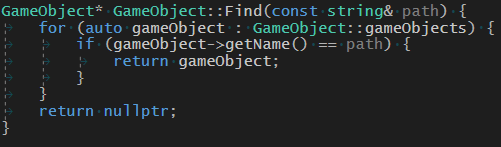 GameObject* GameObject::Find(const string& path) {
    for (auto gameObject : GameObject::gameObjects) {
        if (gameObject->getName() == path) {
            return gameObject;
        }
    }
    return nullptr;
}